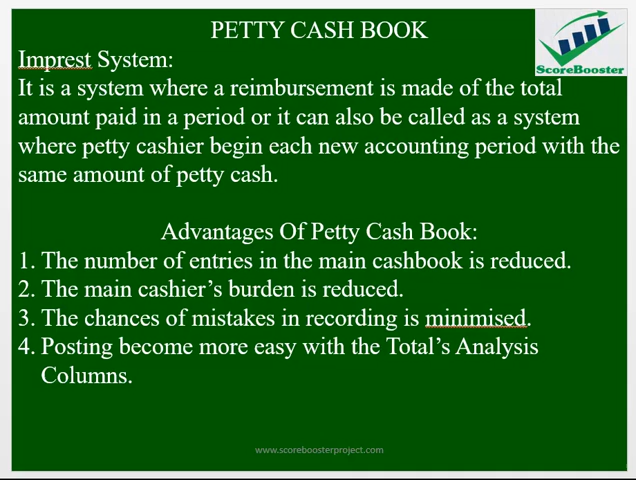 PETTY CASH BOOK
ScoreBooster
Imprest System:
It is a system where a reimbursement is made of the total
amount paid in a period or it can also be called as a system
where petty cashier begin each new accounting period with the
same amount of petty cash.
Advantages Of Petty Cash Book:
1. The number of entries in the main cashbook is reduced.
2. The main cashier’s burden is reduced.
3. The chances of mistakes in recording is minimised.
4. Posting become more easy with the Total’s Analysis
Columns.
www.scoreboosterproject.com